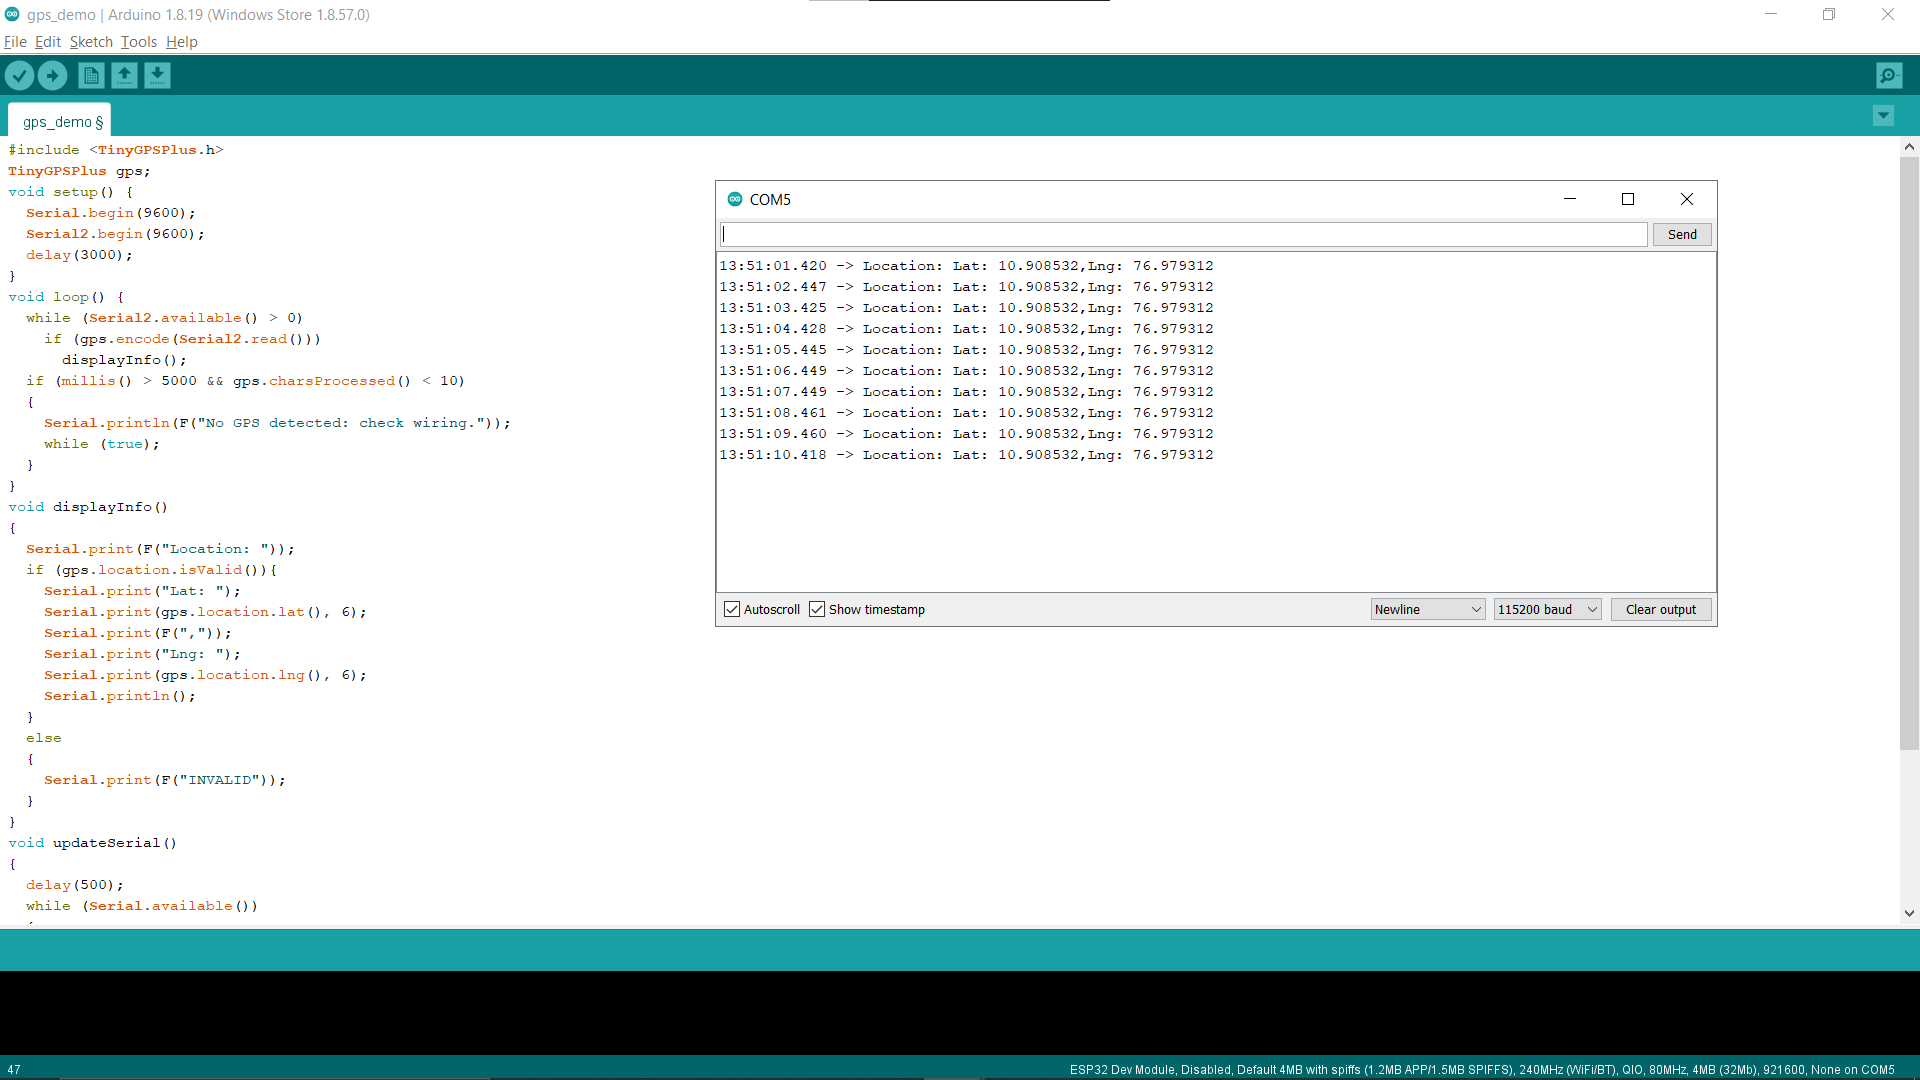 gps_demo | Arduino 1.8.19 (Windows Store 1.8.57.0)
File Edit Sketch Tools Help
gps_demo §
#include <TinyGPSPlus.h>
TinyGPSPlus gps;
void setup() {
  Serial.begin(9600);
  Serial2.begin(9600);
  delay(3000);
}
void loop() {
  while (Serial2.available() > 0)
    if (gps.encode(Serial2.read()))
      displayInfo();
  if (millis() > 5000 && gps.charsProcessed() < 10)
  {
    Serial.println(F("No GPS detected: check wiring."));
    while (true);
  }
}
void displayInfo()
{
  Serial.print(F("Location: "));
  if (gps.location.isValid()){
    Serial.print("Lat: ");
    Serial.print(gps.location.lat(), 6);
    Serial.print(F(","));
    Serial.print("Lng: ");
    Serial.print(gps.location.lng(), 6);
    Serial.println();
  }
  else
  {
    Serial.print(F("INVALID"));
  }
}
void updateSerial()
{
  delay(500);
  while (Serial.available())
COM5
Send
13:51:01.420 -> Location: Lat: 10.908532,Lng: 76.979312
13:51:02.447 -> Location: Lat: 10.908532,Lng: 76.979312
13:51:03.425 -> Location: Lat: 10.908532,Lng: 76.979312
13:51:04.428 -> Location: Lat: 10.908532,Lng: 76.979312
13:51:05.445 -> Location: Lat: 10.908532,Lng: 76.979312
13:51:06.449 -> Location: Lat: 10.908532,Lng: 76.979312
13:51:07.449 -> Location: Lat: 10.908532,Lng: 76.979312
13:51:08.461 -> Location: Lat: 10.908532,Lng: 76.979312
13:51:09.460 -> Location: Lat: 10.908532,Lng: 76.979312
13:51:10.418 -> Location: Lat: 10.908532,Lng: 76.979312
Autoscroll Show timestamp Newline 115200 baud Clear output
47 ESP32 Dev Module, Disabled, Default 4MB with spiffs (1.2MB APP/1.5MB SPIFFS), 240MHz (WiFi/BT), QIO, 80MHz, 4MB (32Mb), 921600, None on COM5